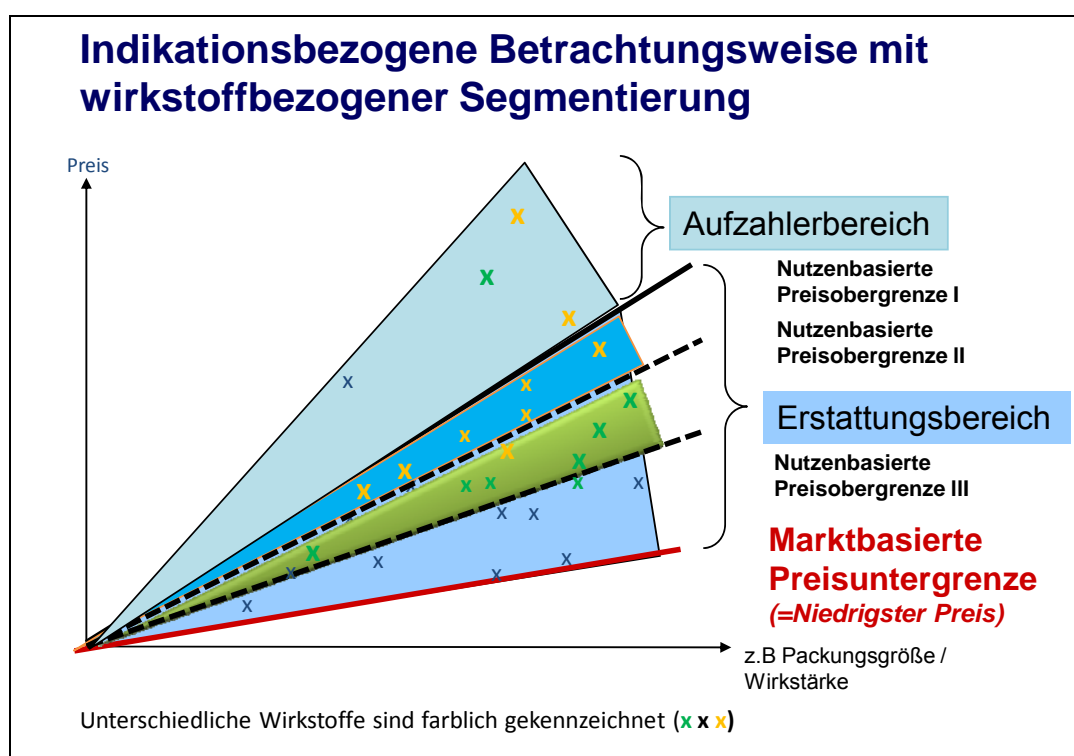 Indikationsbezogene Betrachtungsweise mit
wirkstoffbezogener Segmentierung
Preis
Aufzahlerbereich
Nutzenbasierte
Preisobergrenze I
Nutzenbasierte
Preisobergrenze II
Erstattungsbereich
Nutzenbasierte
Preisobergrenze III
Marktbasierte
Preisuntergrenze
(=Niedrigster Preis)
z.B Packungsgröße /
Wirkstärke
Unterschiedliche Wirkstoffe sind farblich gekennzeichnet (x x x)